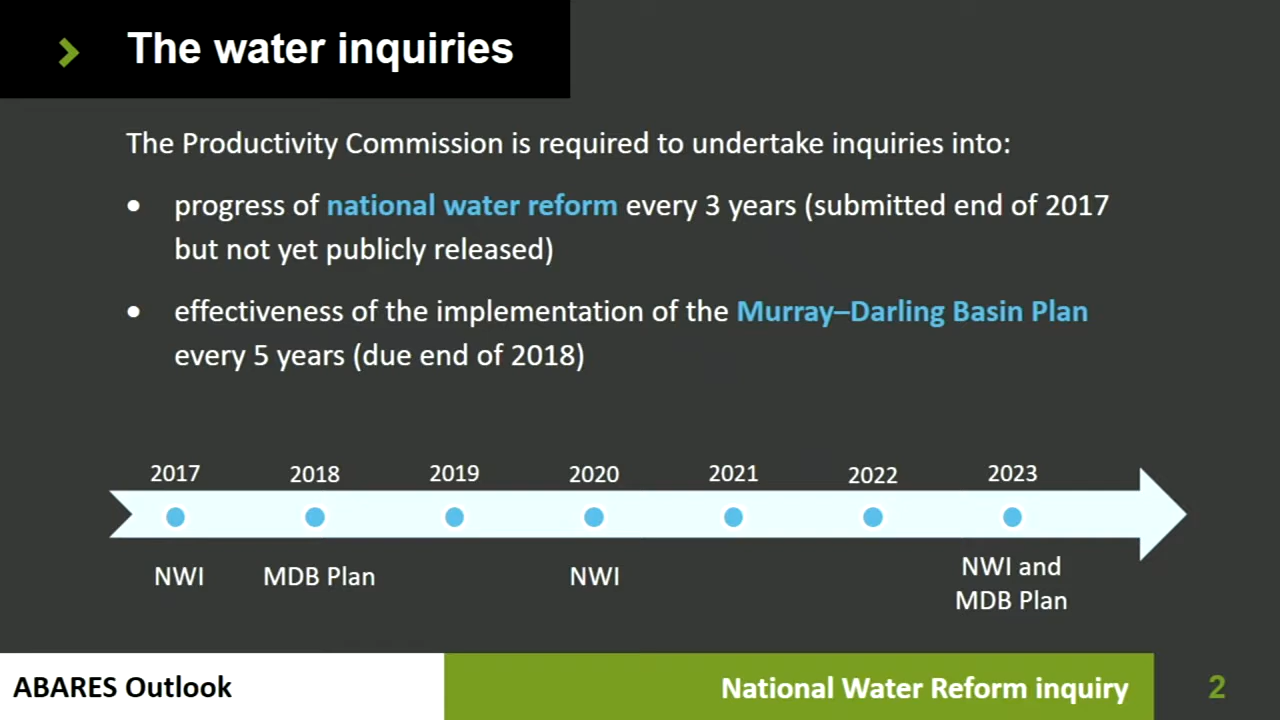 The water inquiries
The Productivity Commission is required to undertake inquiries into:
• progress of national water reform every 3 years (submitted end of 2017
but not yet publicly released)
• effectiveness of the implementation of the Murray–Darling Basin Plan
every 5 years (due end of 2018)
2017 2018 2019 2020 2021 2022 2023
NWI MDB Plan NWI NWI and
MDB Plan
ABARES Outlook National Water Reform inquiry 2